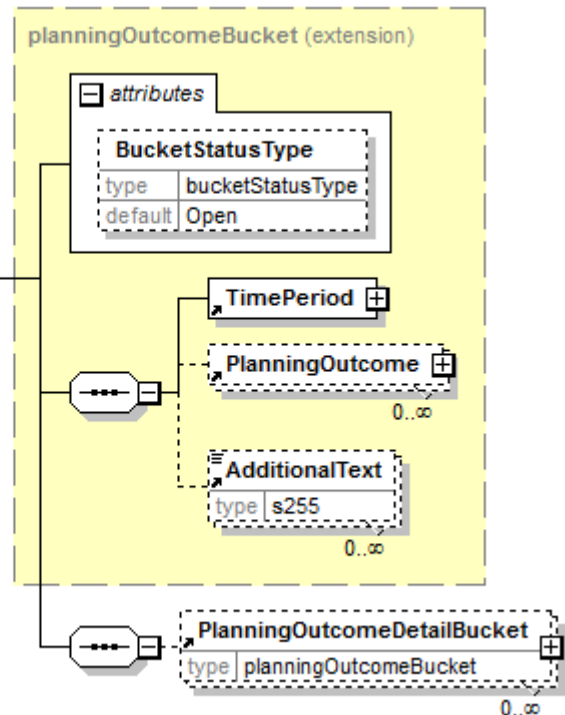 planningOutcomeBucket (extension)
attributes
BucketStatusType
type bucketStatusType
default Open
TimePeriod
PlanningOutcome
0..∞
AdditionalText
type s255
0..∞
PlanningOutcomeDetailBucket
type planningOutcomeBucket
0..∞